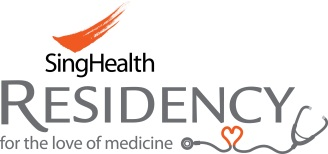 SingHealth
RESIDENCY
for the love of medicine